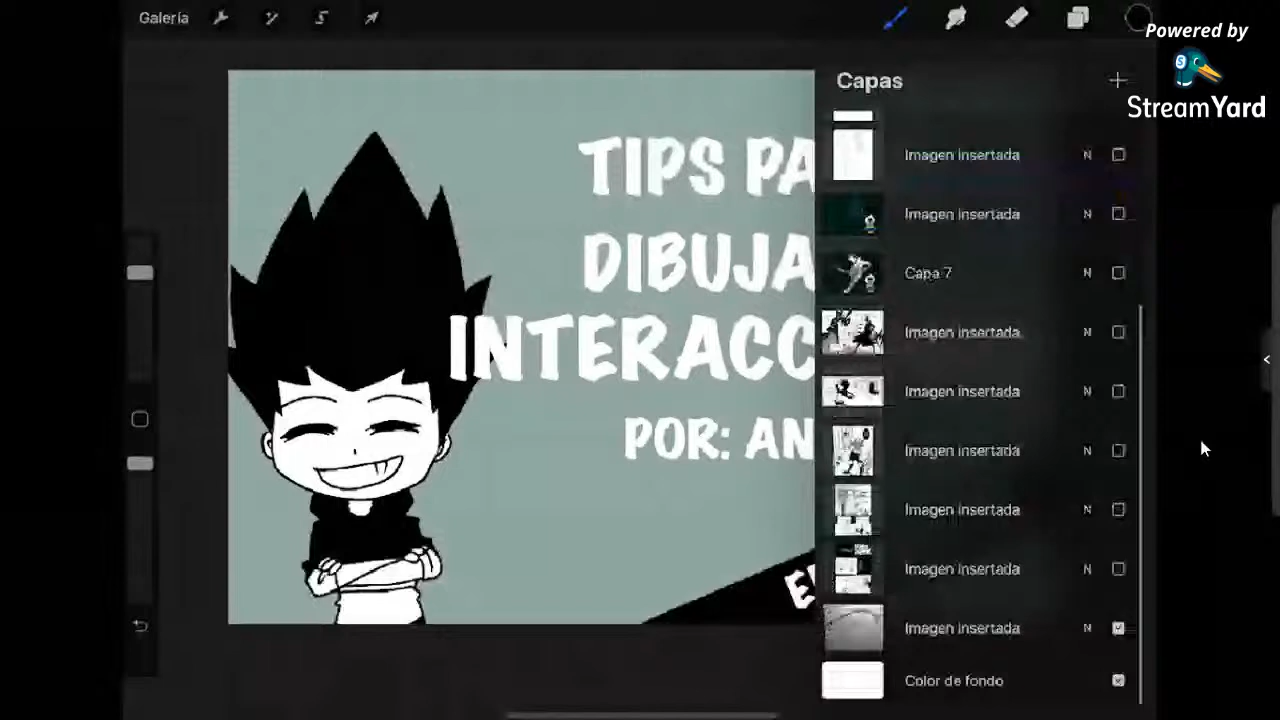 Galería
Powered by
StreamYard
Capas
TIPS PA
DIBUJA
INTERACC
POR: AN
Imagen insertada N
Imagen insertada N
Capa 7 N
Imagen insertada N
Imagen insertada N
Imagen insertada N
Imagen insertada N
Imagen insertada N
Imagen insertada N
Color de fondo